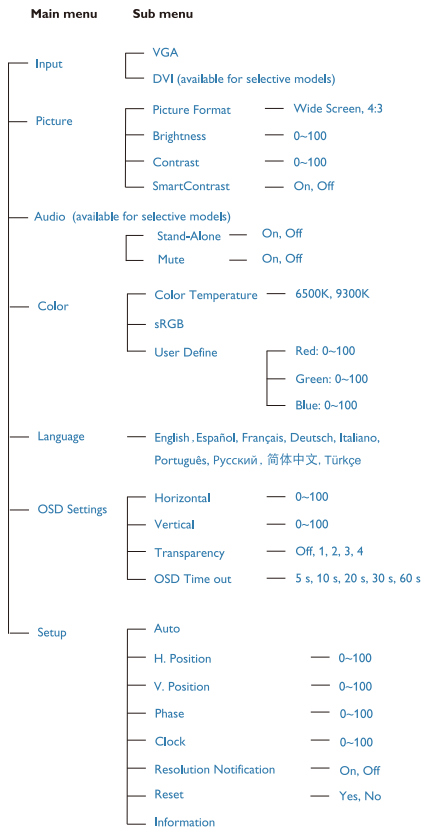 Main menu Sub menu
Input
VGA
DVI (available for selective models)
Picture
Picture Format Wide Screen, 4:3
Brightness 0~100
Contrast 0~100
SmartContrast On, Off
Audio (available for selective models)
Stand-Alone On, Off
Mute On, Off
Color
Color Temperature 6500K, 9300K
sRGB
User Define Red: 0~100
Green: 0~100
Blue: 0~100
Language English, Español, Français, Deutsch, Italiano,
Português, Русский, 简体中文, Türkçe
OSD Settings
Horizontal 0~100
Vertical 0~100
Transparency Off, 1, 2, 3, 4
OSD Time out 5 s, 10 s, 20 s, 30 s, 60 s
Setup
Auto
H. Position 0~100
V. Position 0~100
Phase 0~100
Clock 0~100
Resolution Notification On, Off
Reset Yes, No
Information